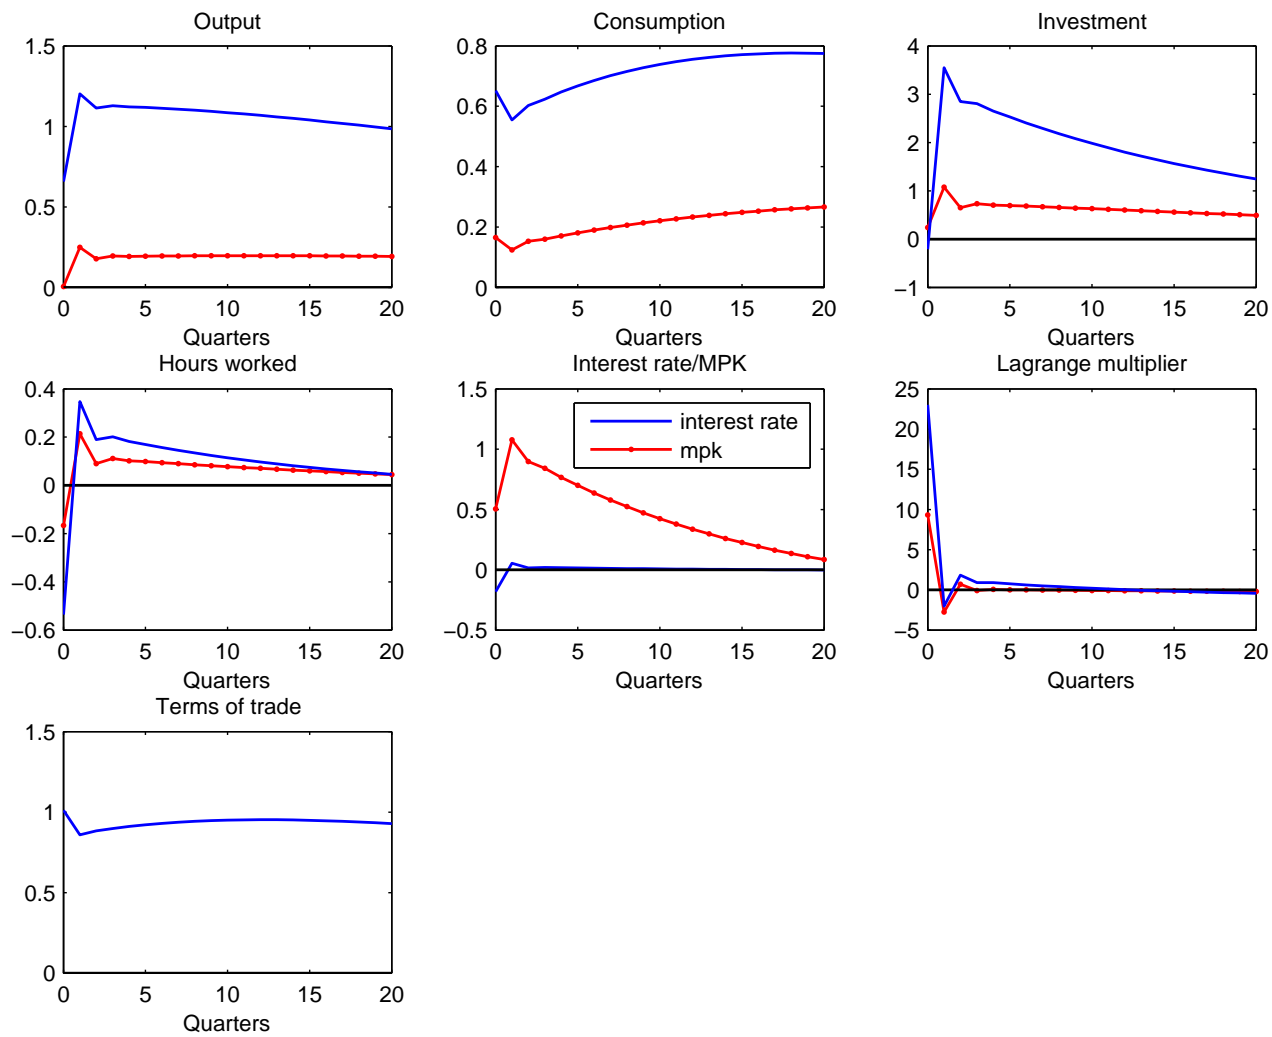 Output
Consumption
Investment
1.5
1
0.5
0
0 5 10 15 20
Quarters
0.8
0.6
0.4
0.2
0
0 5 10 15 20
Quarters
4
3
2
1
0
−1
0 5 10 15 20
Quarters
Hours worked
Interest rate/MPK
Lagrange multiplier
0.4
0.2
0
−0.2
−0.4
−0.6
0 5 10 15 20
Quarters
1.5
1
0.5
0
−0.5
interest rate
mpk
0 5 10 15 20
Quarters
25
20
15
10
5
0
−5
0 5 10 15 20
Quarters
Terms of trade
1.5
1
0.5
0
0 5 10 15 20
Quarters